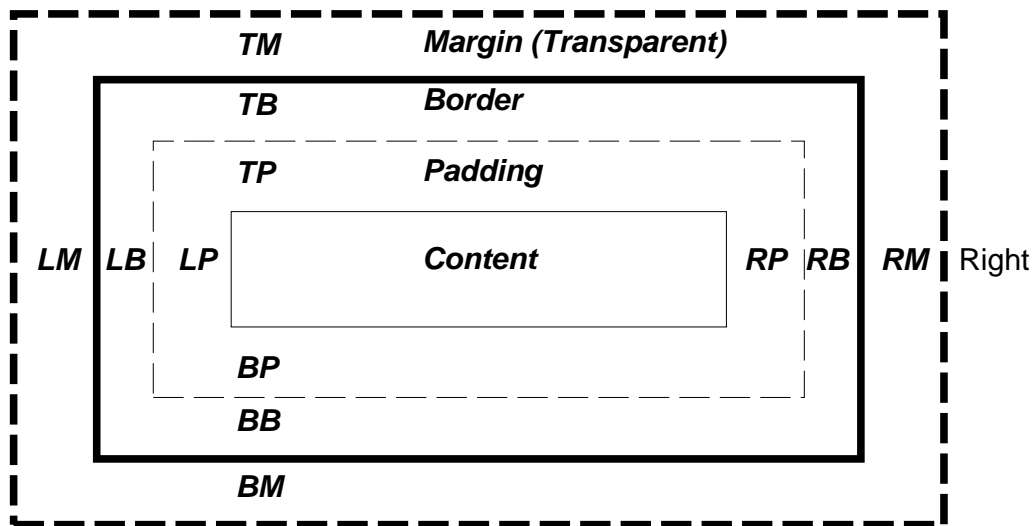 TM Margin (Transparent)
TB Border
TP Padding
LM LB LP Content RP RB RM Right
BP
BB
BM